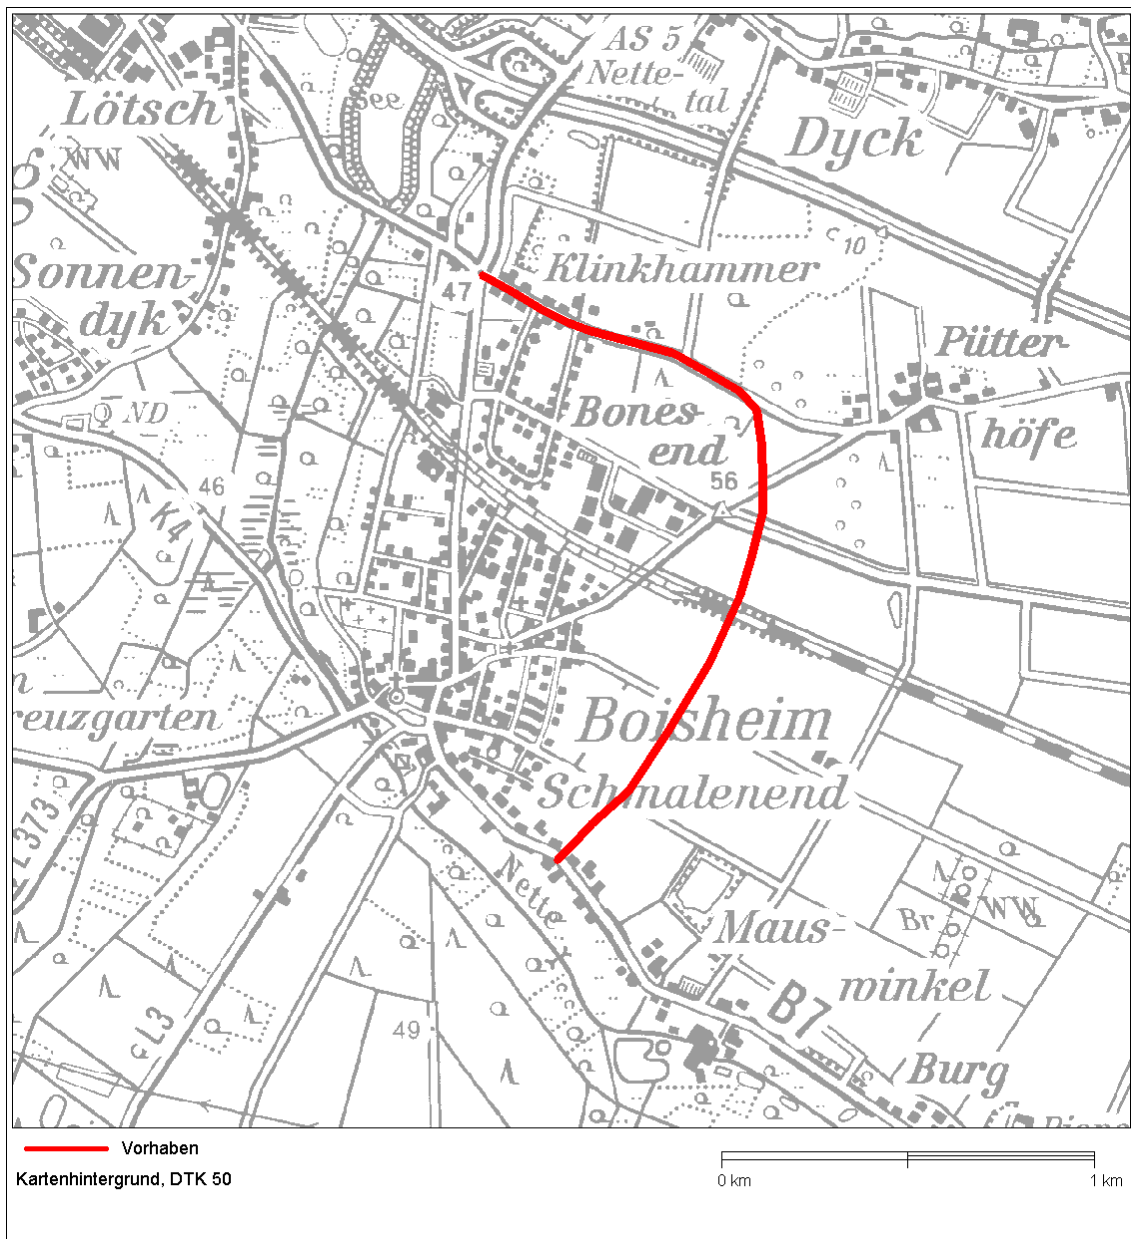 AS 5
Nette-
tal
Lötsch
See
Dyck
WW
Sonnen-
dyk
10
Klinkhammer
47
Pütter-
höfe
Bones-
end
ND
56
46
K4
Boisheim
reuzgarten
Schmalenend
L373
Nette
WW
Br
Maus-
winkel
B7
49
L3
Burg
Vorhaben
Kartenhintergrund, DTK 50
0 km
1 km